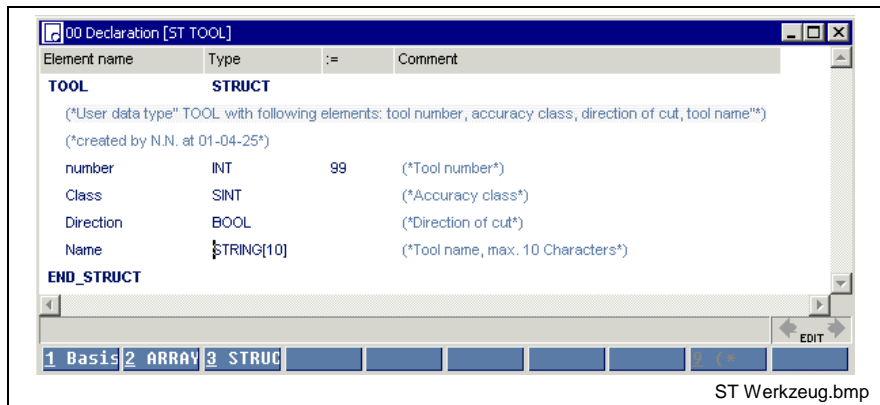 00 Declaration [ST TOOL]
Element name Type := Comment
TOOL STRUCT
(*User data type" TOOL with following elements: tool number, accuracy class, direction of cut, tool name"*)
(*created by N.N. at 01-04-25*)
number INT 99 (*Tool number*)
Class SINT (*Accuracy class*)
Direction BOOL (*Direction of cut*)
Name STRING[10] (*Tool name, max. 10 Characters*)
END_STRUCT
EDIT
1 Basis 2 ARRAY 3 STRUC 9 (*
ST Werkzeug.bmp